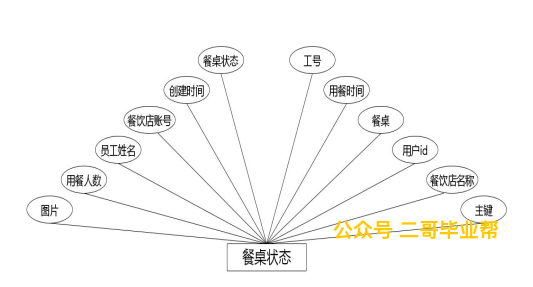 餐桌状态
工号
创建时间
用餐时间
餐饮店账号
餐桌
员工姓名
用户id
用餐人数
餐饮店名称
图片
主键
公众号 二哥毕业帮
餐桌状态